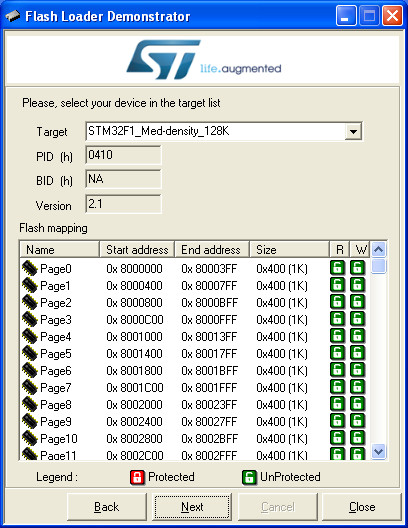 Flash Loader Demonstrator
ST
life.augmented
Please, select your device in the target list
Target STM32F1_Med-density_128K
PID (h) 0410
BID (h) NA
Version 2.1
Flash mapping
Name Start address End address Size R W
Page0 0x 8000000 0x 80003FF 0x400 (1K)
Page1 0x 8000400 0x 80007FF 0x400 (1K)
Page2 0x 8000800 0x 8000BFF 0x400 (1K)
Page3 0x 8000C00 0x 8000FFF 0x400 (1K)
Page4 0x 8001000 0x 80013FF 0x400 (1K)
Page5 0x 8001400 0x 80017FF 0x400 (1K)
Page6 0x 8001800 0x 8001BFF 0x400 (1K)
Page7 0x 8001C00 0x 8001FFF 0x400 (1K)
Page8 0x 8002000 0x 80023FF 0x400 (1K)
Page9 0x 8002400 0x 80027FF 0x400 (1K)
Page10 0x 8002800 0x 8002BFF 0x400 (1K)
Page11 0x 8002C00 0x 8002FFF 0x400 (1K)
Legend : Protected UnProtected
Back Next Cancel Close